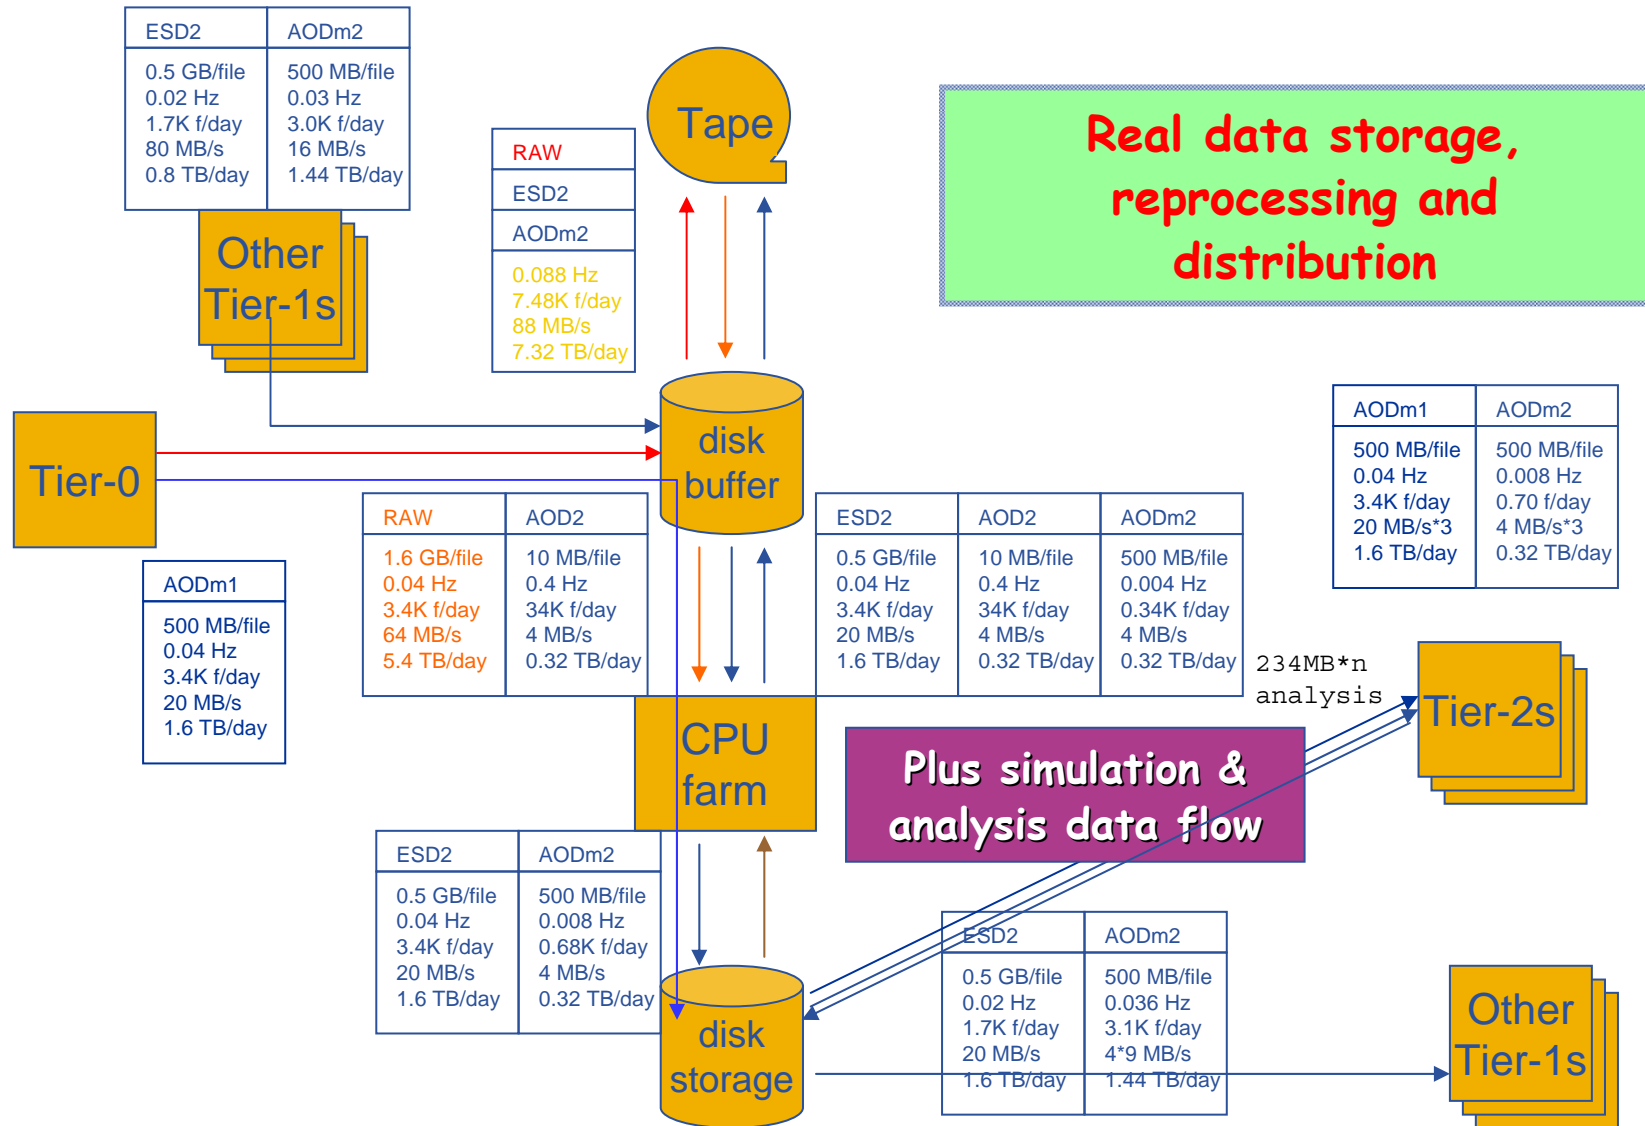 ESD2
0.5 GB/file
0.02 Hz
1.7K f/day
80 MB/s
0.8 TB/day
AODm2
500 MB/file
0.03 Hz
3.0K f/day
16 MB/s
1.44 TB/day
Other
Tier-1s
RAW
ESD2
AODm2
0.088 Hz
7.48K f/day
88 MB/s
7.32 TB/day
Tape
Real data storage,
reprocessing and
distribution
Tier-0
disk
buffer
AODm1
500 MB/file
0.04 Hz
3.4K f/day
20 MB/s*3
1.6 TB/day
AODm2
500 MB/file
0.008 Hz
0.70 f/day
4 MB/s*3
0.32 TB/day
AODm1
500 MB/file
0.04 Hz
3.4K f/day
20 MB/s
1.6 TB/day
RAW
1.6 GB/file
0.04 Hz
3.4K f/day
64 MB/s
5.4 TB/day
AOD2
10 MB/file
0.4 Hz
34K f/day
4 MB/s
0.32 TB/day
ESD2
0.5 GB/file
0.04 Hz
3.4K f/day
20 MB/s
1.6 TB/day
AOD2
10 MB/file
0.4 Hz
34K f/day
4 MB/s
0.32 TB/day
AODm2
500 MB/file
0.004 Hz
0.34K f/day
4 MB/s
0.32 TB/day
234MB*n
analysis
Tier-2s
CPU
farm
Plus simulation &
analysis data flow
ESD2
0.5 GB/file
0.04 Hz
3.4K f/day
20 MB/s
1.6 TB/day
AODm2
500 MB/file
0.008 Hz
0.68K f/day
4 MB/s
0.32 TB/day
disk
storage
ESD2
0.5 GB/file
0.02 Hz
1.7K f/day
20 MB/s
1.6 TB/day
AODm2
500 MB/file
0.036 Hz
3.1K f/day
4*9 MB/s
1.44 TB/day
Other
Tier-1s